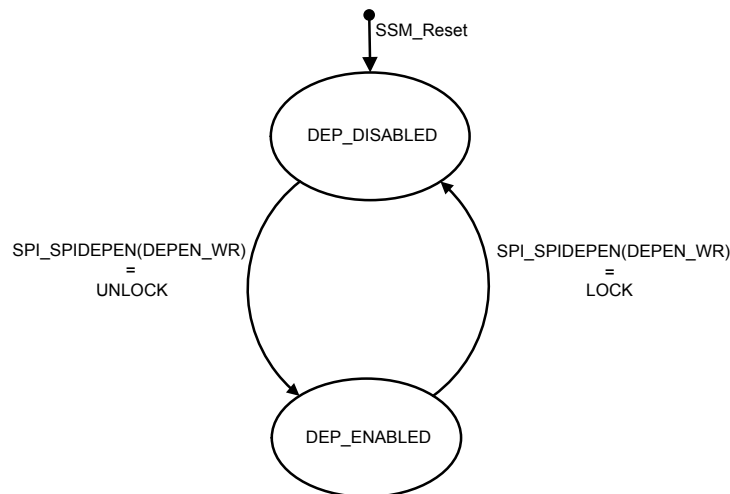 SSM_Reset
DEP_DISABLED
SPI_SPIDEPEN(DEPEN_WR)
=
UNLOCK
SPI_SPIDEPEN(DEPEN_WR)
=
LOCK
DEP_ENABLED